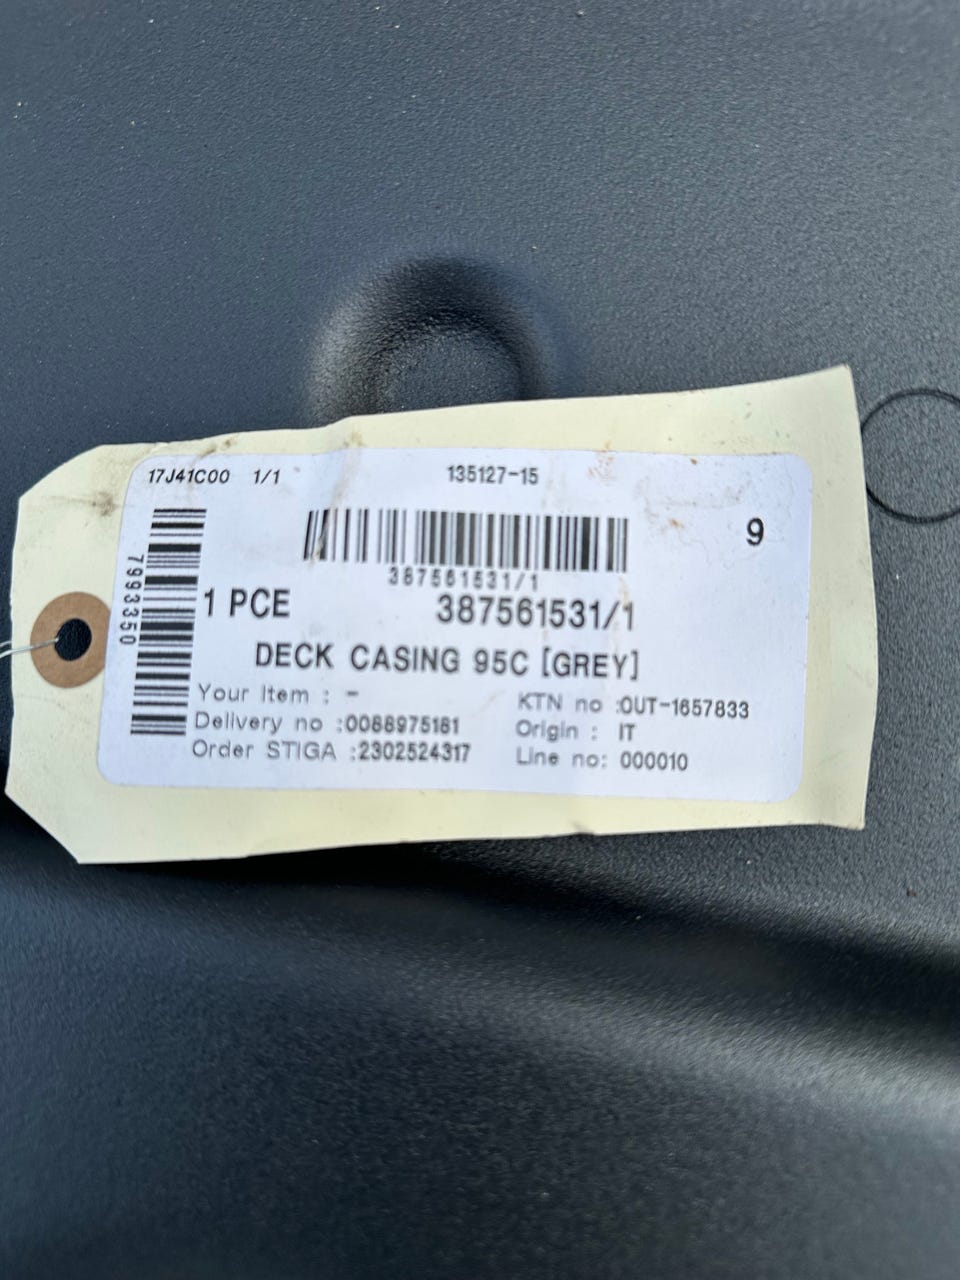 17J41C00 1/1 135127-15
9
387561531/1
7993350
1 PCE 387561531/1
DECK CASING 95C [GREY]
Your Item : - KTN no :OUT-1657833
Delivery no :0088975181 Origin : IT
Order STIGA :2302524317 Line no: 000010